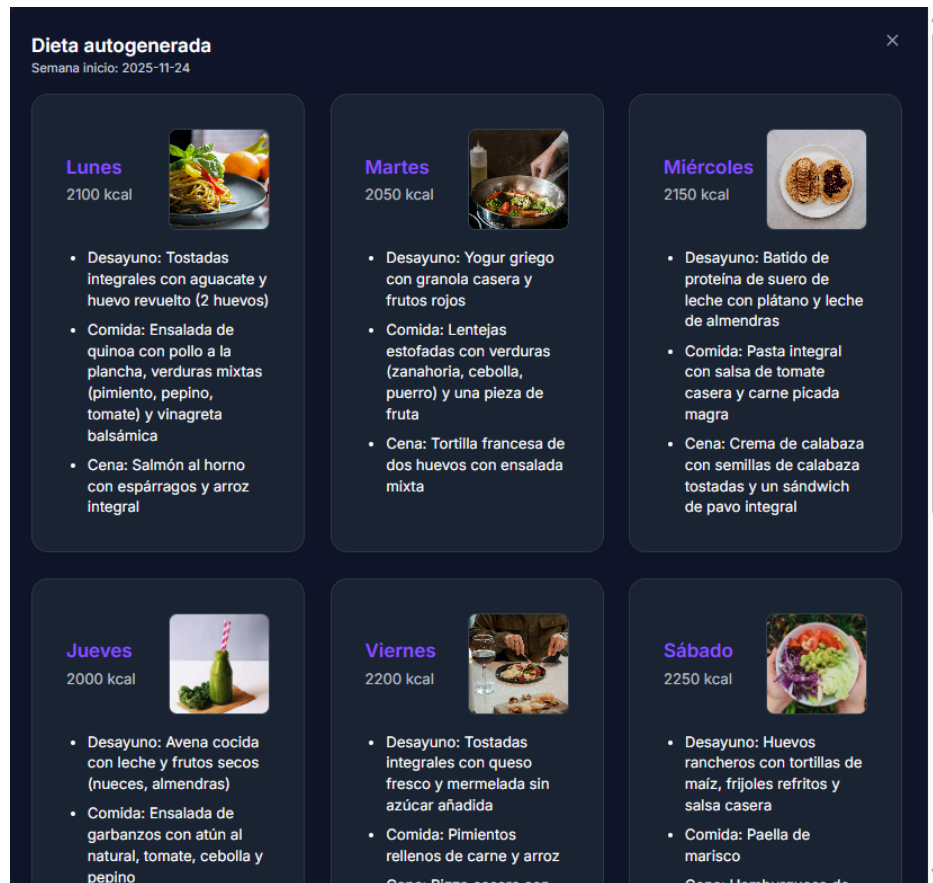 Dieta autogenerada
Semana inicio: 2025-11-24
Lunes
2100 kcal
• Desayuno: Tostadas
integrales con aguacate y
huevo revuelto (2 huevos)
• Comida: Ensalada de
quinoa con pollo a la
plancha, verduras mixtas
(pimiento, pepino,
tomate) y vinagreta
balsámica
• Cena: Salmón al horno
con espárragos y arroz
integral
Martes
2050 kcal
• Desayuno: Yogur griego
con granola casera y
frutos rojos
• Comida: Lentejas
estofadas con verduras
(zanahoria, cebolla,
puerro) y una pieza de
fruta
• Cena: Tortilla francesa de
dos huevos con ensalada
mixta
Miércoles
2150 kcal
• Desayuno: Batido de
proteína de suero de
leche con plátano y leche
de almendras
• Comida: Pasta integral
con salsa de tomate
casera y carne picada
magra
• Cena: Crema de calabaza
con semillas de calabaza
tostadas y un sándwich
de pavo integral
Jueves
2000 kcal
• Desayuno: Avena cocida
con leche y frutos secos
(nueces, almendras)
• Comida: Ensalada de
garbanzos con atún al
natural, tomate, cebolla y
pepino
Viernes
2200 kcal
• Desayuno: Tostadas
integrales con queso
fresco y mermelada sin
azúcar añadida
• Comida: Pimientos
rellenos de carne y arroz
Sábado
2250 kcal
• Desayuno: Huevos
rancheros con tortillas de
maíz, frijoles refritos y
salsa casera
• Comida: Paella de
marisco